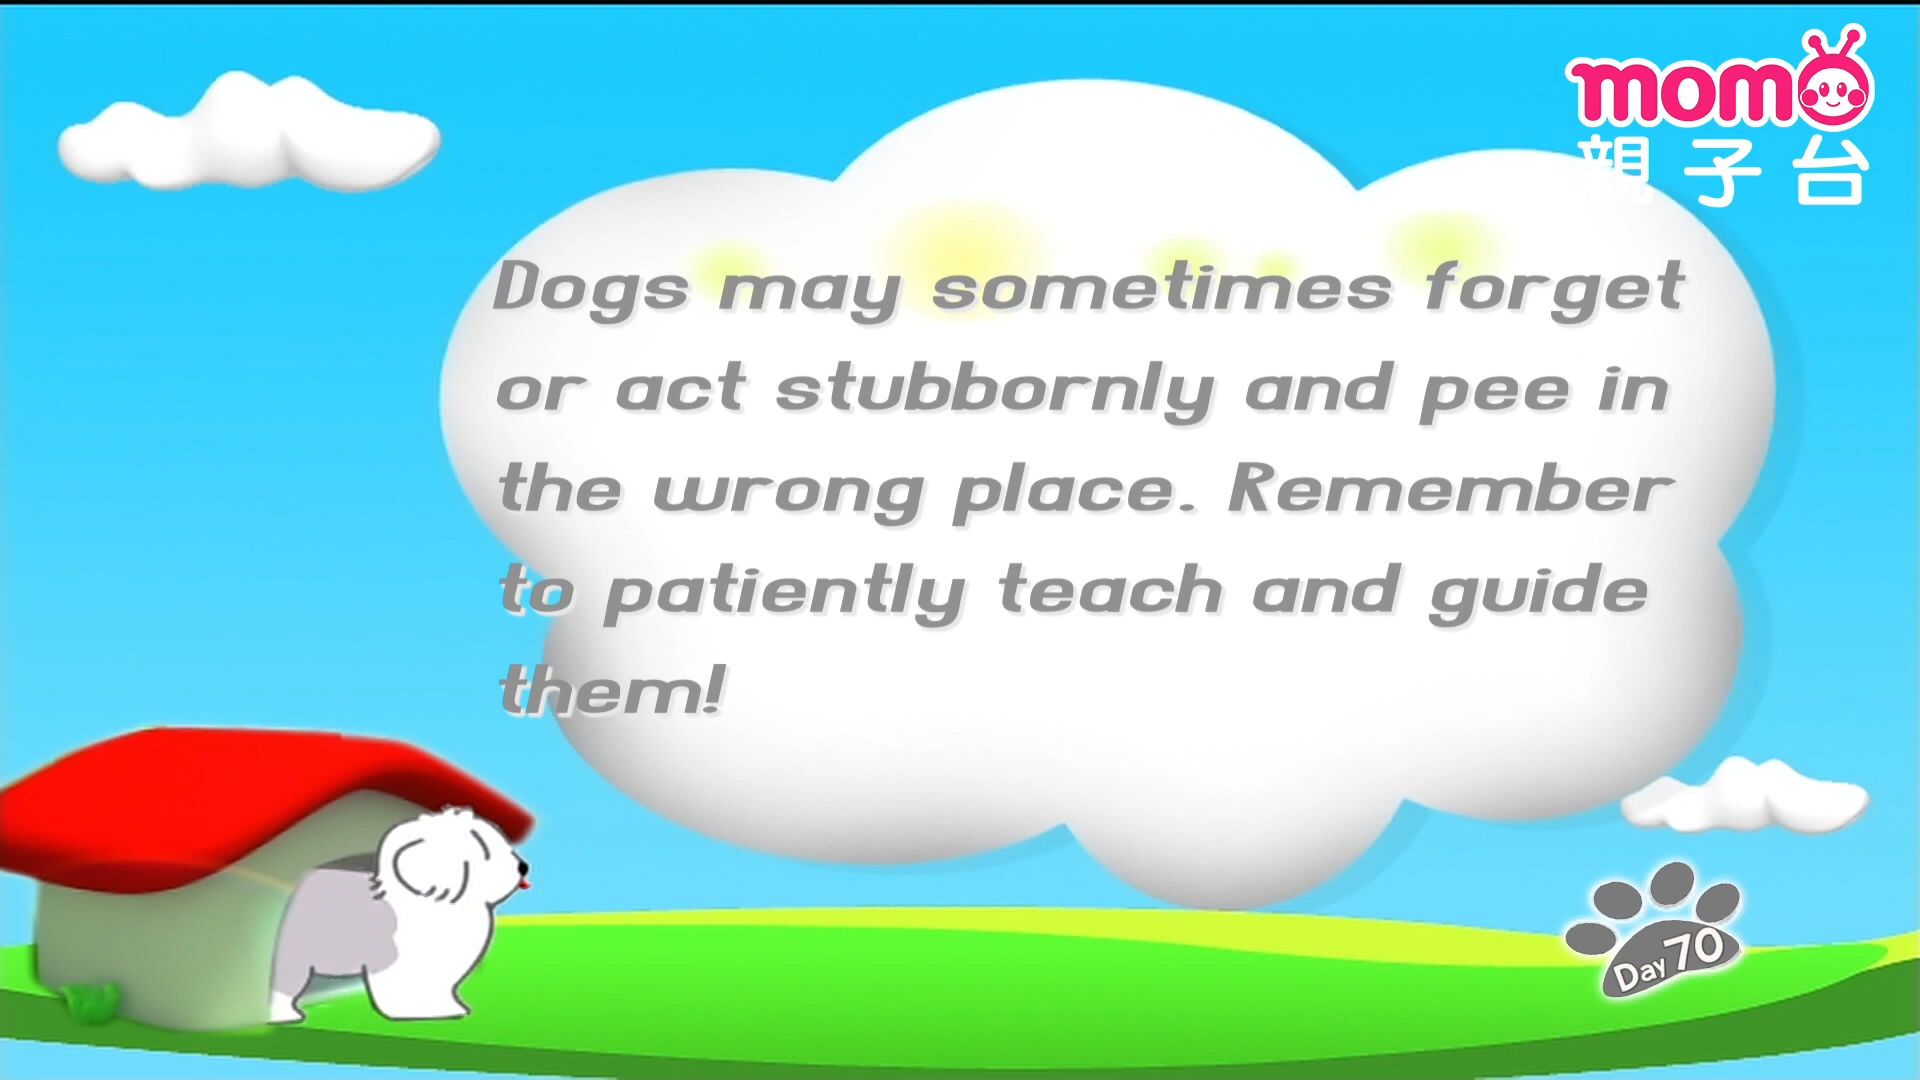 momo
親子台
Dogs may sometimes forget
or act stubbornly and pee in
the wrong place. Remember
to patiently teach and guide
them!
Day 70